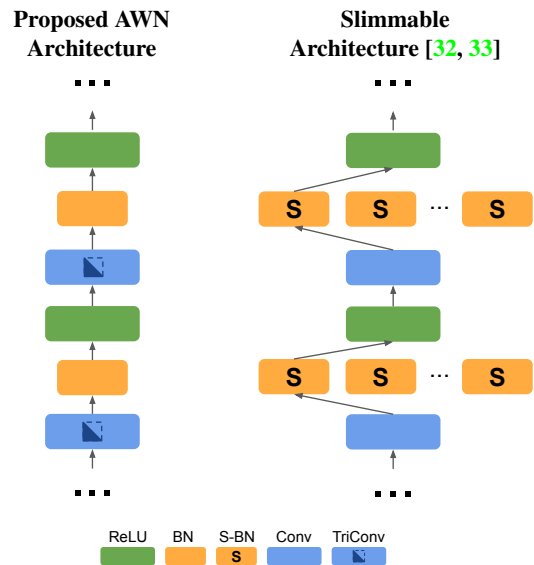 Proposed AWN
Architecture
Slimmable
Architecture [32, 33]
...
...
S S ... S
S S ... S
...
...
ReLU BN S-BN Conv TriConv
S